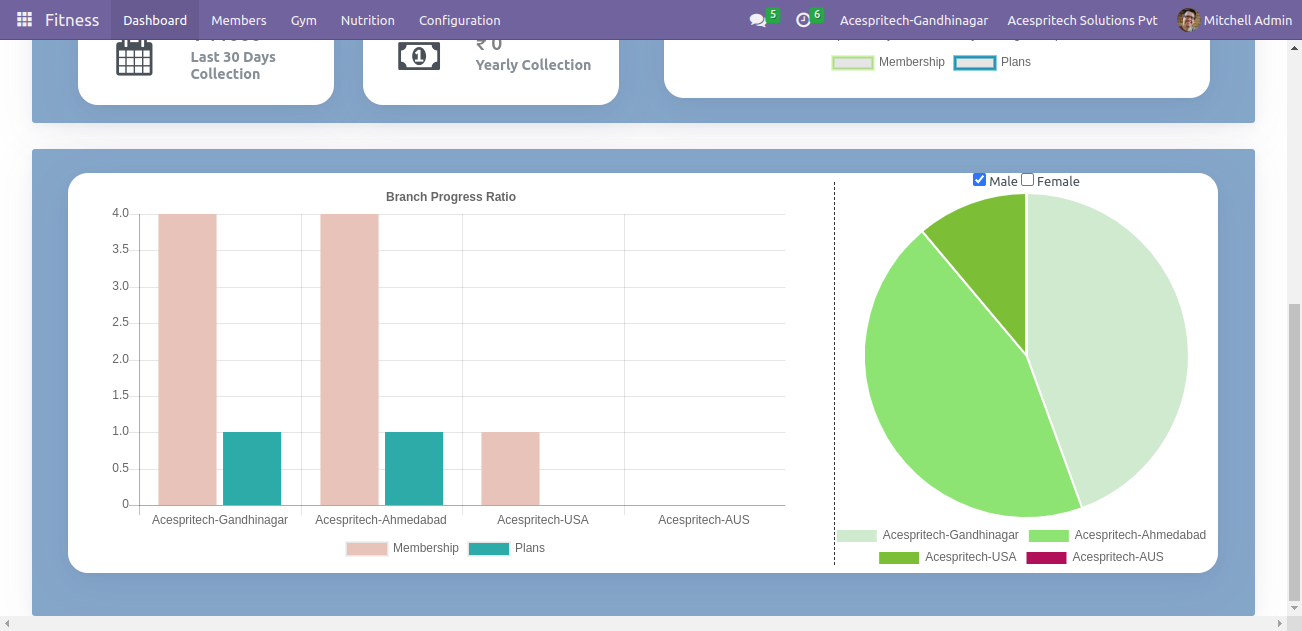 Fitness Dashboard Members Gym Nutrition Configuration 5 6 Acespritech-Gandhinagar Acespritech Solutions Pvt Mitchell Admin
Last 30 Days
Collection
₹ 0
Yearly Collection
Membership Plans
Branch Progress Ratio
4.0
3.5
3.0
2.5
2.0
1.5
1.0
0.5
0
Acespritech-Gandhinagar Acespritech-Ahmedabad Acespritech-USA Acespritech-AUS
Membership Plans
Male Female
Acespritech-Gandhinagar Acespritech-Ahmedabad
Acespritech-USA Acespritech-AUS